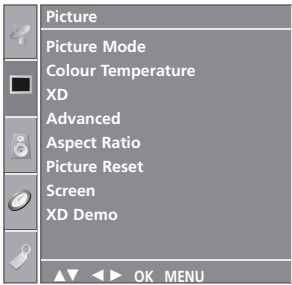 Picture
Picture Mode
Colour Temperature
XD
Advanced
Aspect Ratio
Picture Reset
Screen
XD Demo
▲▼ ◄► OK MENU